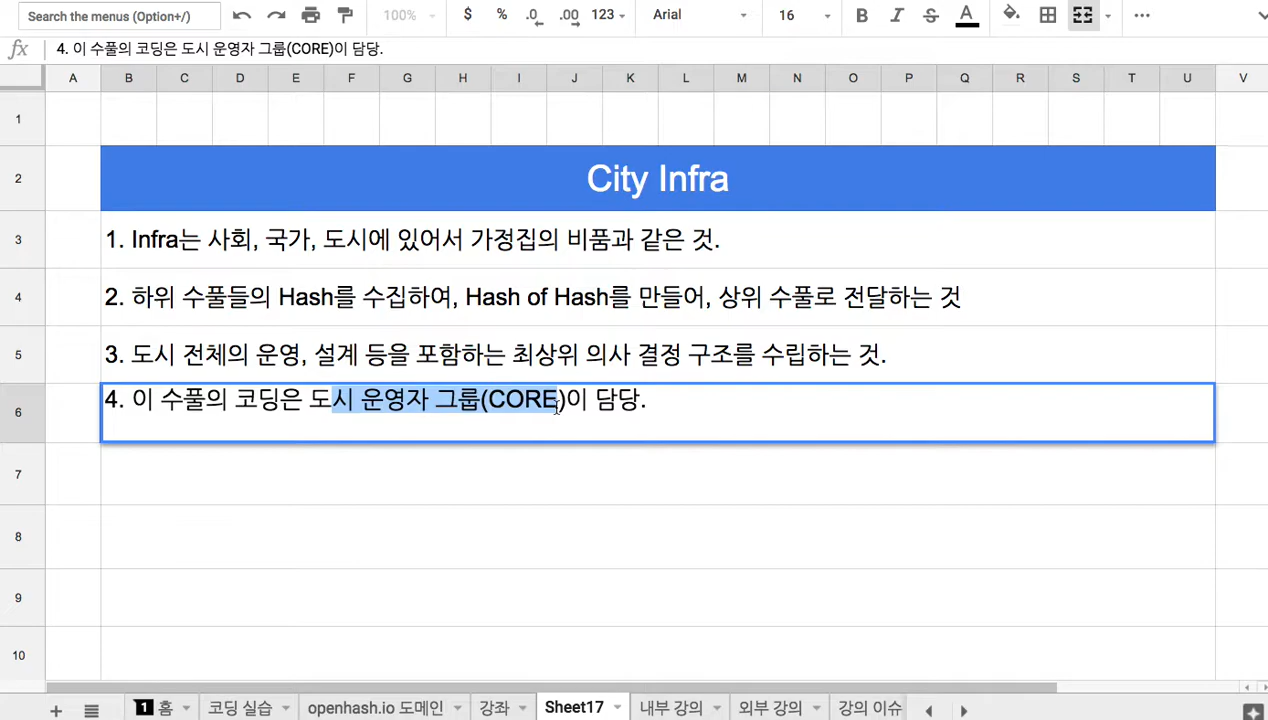 Search the menus (Option+/)
100%
$ % .0 .00 123
Arial
16
B I S A
fx 4. 이 수풀의 코딩은 도시 운영자 그룹(CORE)이 담당.
A B C D E F G H I J K L M N O P Q R S T U V
1
2 City Infra
3 1. Infra는 사회, 국가, 도시에 있어서 가정집의 비품과 같은 것.
4 2. 하위 수풀들의 Hash를 수집하여, Hash of Hash를 만들어, 상위 수풀로 전달하는 것
5 3. 도시 전체의 운영, 설계 등을 포함하는 최상위 의사 결정 구조를 수립하는 것.
6 4. 이 수풀의 코딩은 도시 운영자 그룹(CORE)이 담당.
7
8
9
10
1 홈 코딩 실습 openhash.io 도메인 강좌 Sheet17 내부 강의 외부 강의 강의 이슈